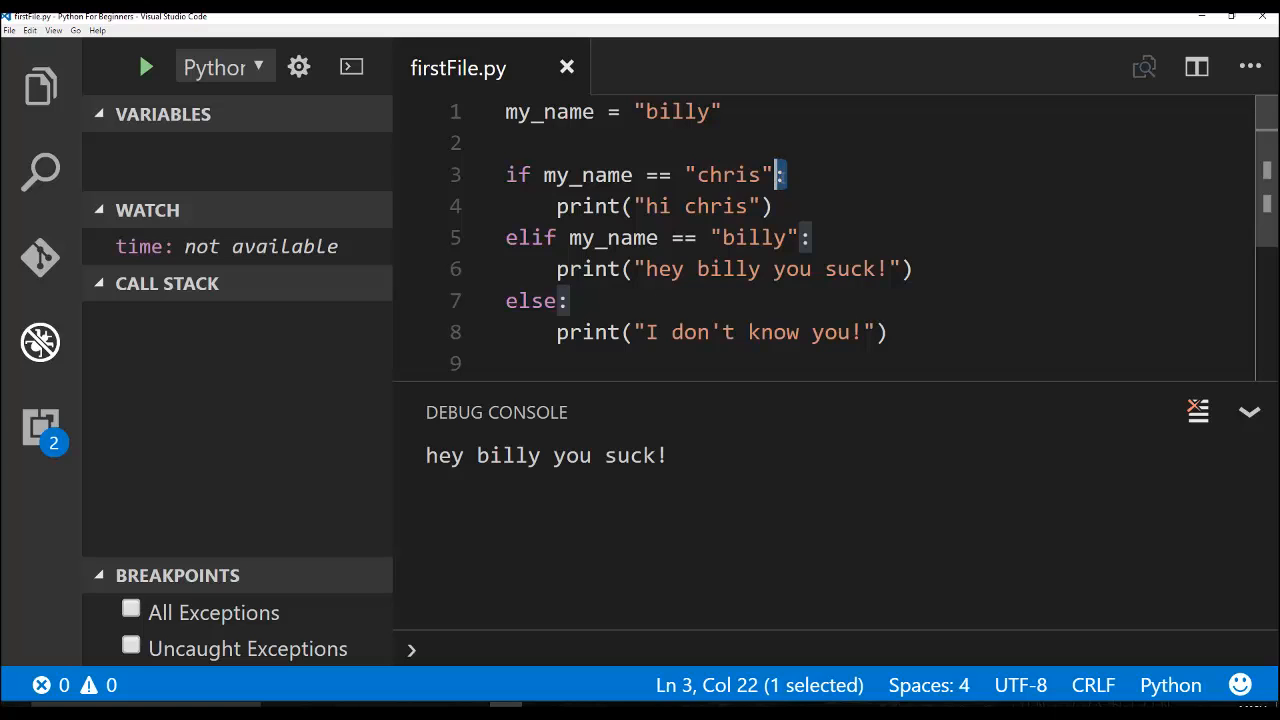 firstFile.py - Python For Beginners - Visual Studio Code
File Edit View Go Help
Python
firstFile.py
VARIABLES
WATCH
time: not available
CALL STACK
BREAKPOINTS
All Exceptions
Uncaught Exceptions
2
1 my_name = "billy"
2
3 if my_name == "chris":
4 print("hi chris")
5 elif my_name == "billy":
6 print("hey billy you suck!")
7 else:
8 print("I don't know you!")
9
DEBUG CONSOLE
hey billy you suck!
0 0 Ln 3, Col 22 (1 selected) Spaces: 4 UTF-8 CRLF Python